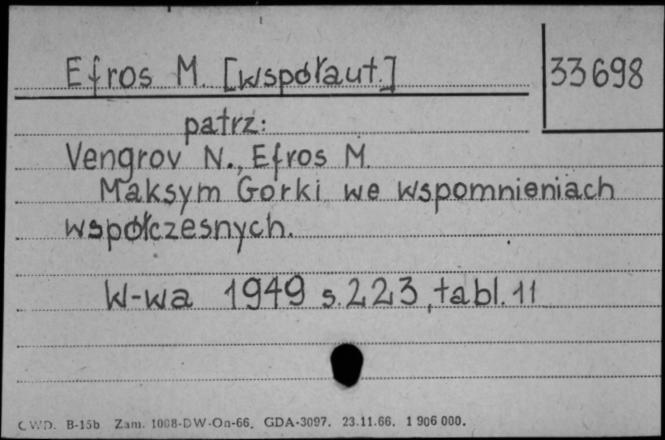 Efros M. [współaut.]
33698
patrz:
Vengrov N., Efros M.
Maksym Gorki we wspomnieniach
współczesnych.
W-wa 1949 s. 223, tabl. 11
CWD. B-15b Zam. 1008-DW-On-66. GDA-3097. 23.11.66. 1 906 000.